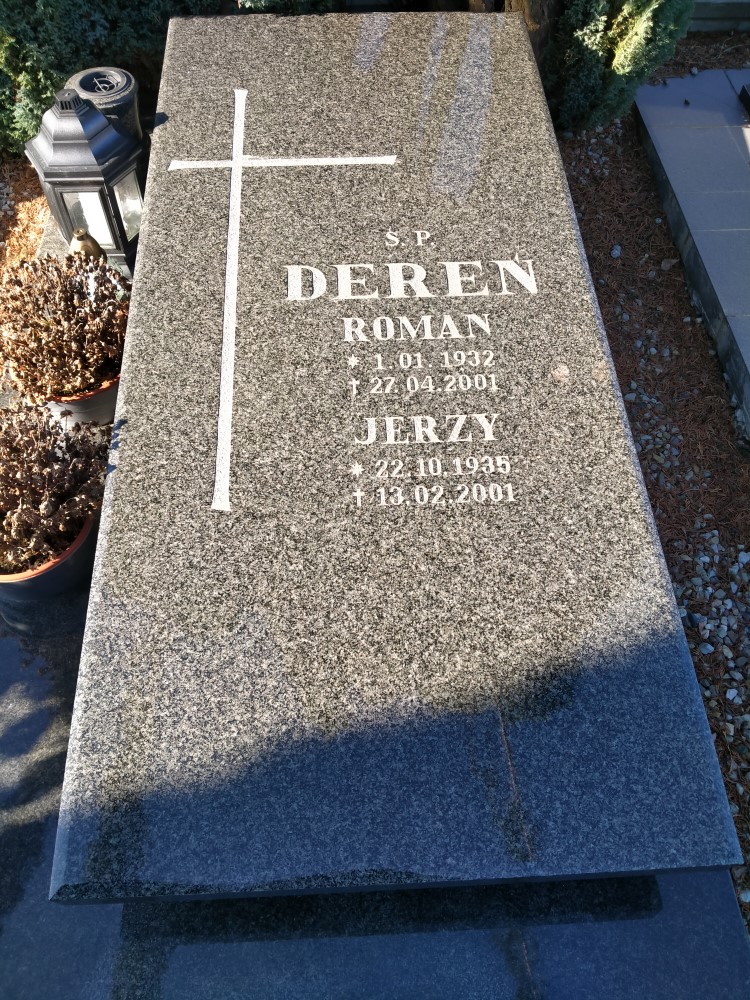 Ś. P.
DEREŃ
ROMAN
* 1.01.1932
† 27.04.2001
JERZY
* 22.10.1935
† 13.02.2001